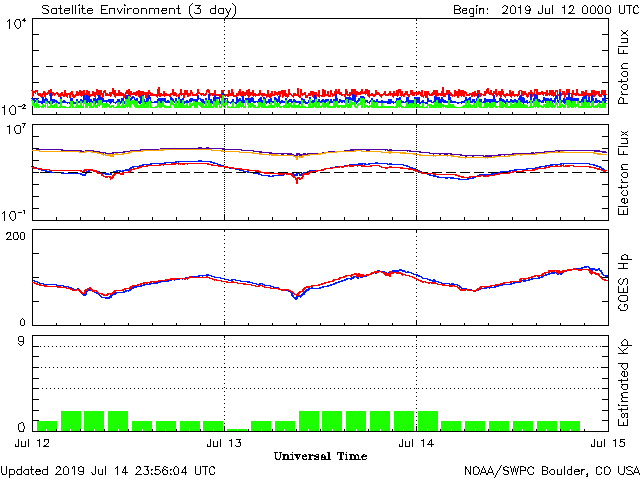 Satellite Environment (3 day) Begin: 2019 Jul 12 0000 UTC
10⁴
10⁻²
Proton Flux
10⁷
10⁻¹
Electron Flux
200
0
GOES Hp
9
0
Estimated Kp
Jul 12 Jul 13 Jul 14 Jul 15
Universal Time
Updated 2019 Jul 14 23:56:04 UTC NOAA/SWPC Boulder, CO USA